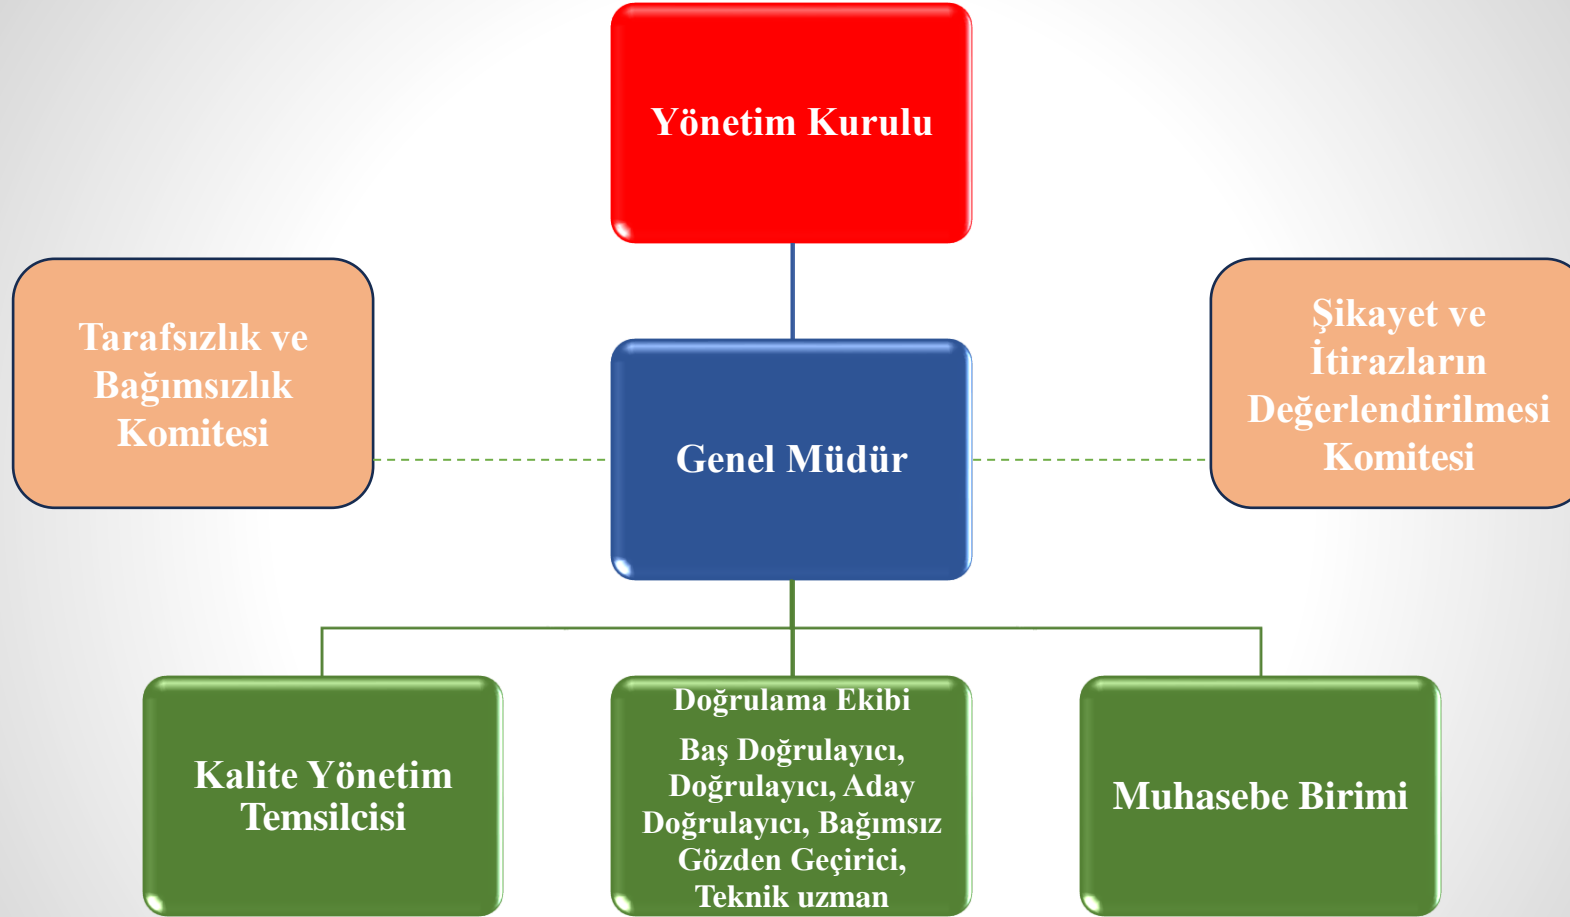 Yönetim Kurulu
Tarafsızlık ve
Bağımsızlık
Komitesi
Genel Müdür
Şikayet ve
İtirazların
Değerlendirilmesi
Komitesi
Kalite Yönetim
Temsilcisi
Doğrulama Ekibi
Baş Doğrulayıcı,
Doğrulayıcı, Aday
Doğrulayıcı, Bağımsız
Gözden Geçirici,
Teknik uzman
Muhasebe Birimi